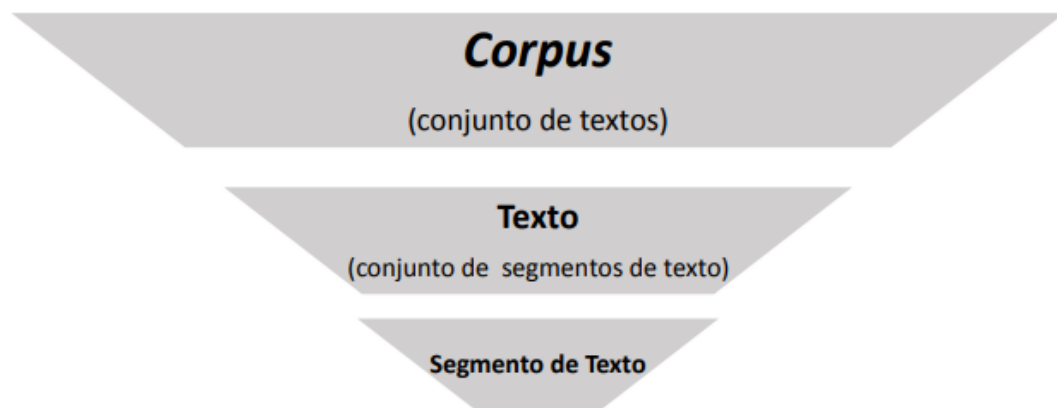 Corpus
(conjunto de textos)
Texto
(conjunto de segmentos de texto)
Segmento de Texto